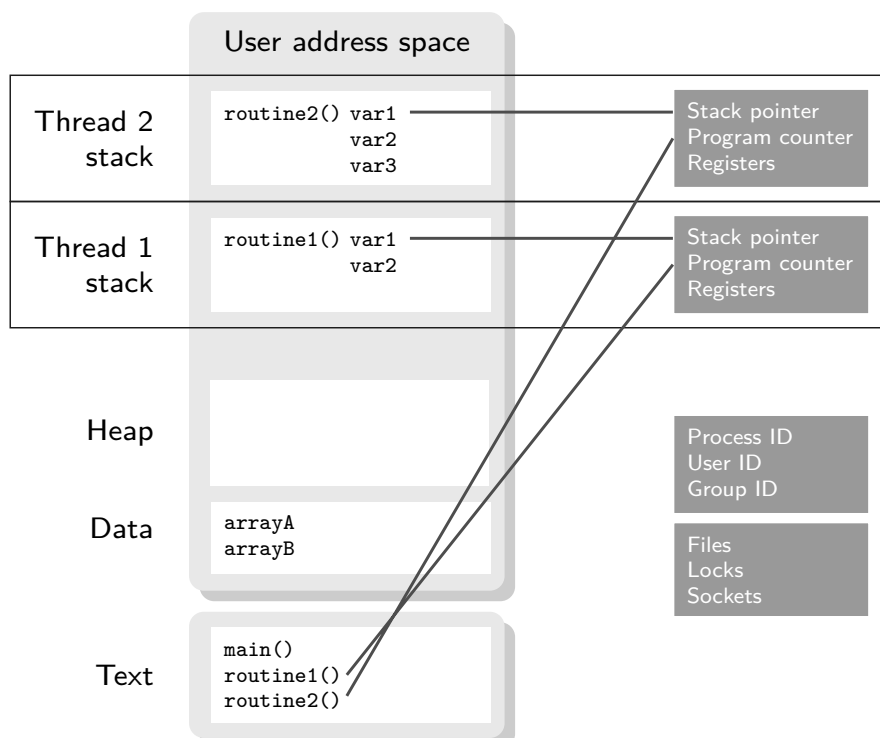 User address space
Thread 2
stack
routine2() var1
var2
var3
Stack pointer
Program counter
Registers
Thread 1
stack
routine1() var1
var2
Stack pointer
Program counter
Registers
Heap
Process ID
User ID
Group ID
Data
arrayA
arrayB
Files
Locks
Sockets
Text
main()
routine1()
routine2()